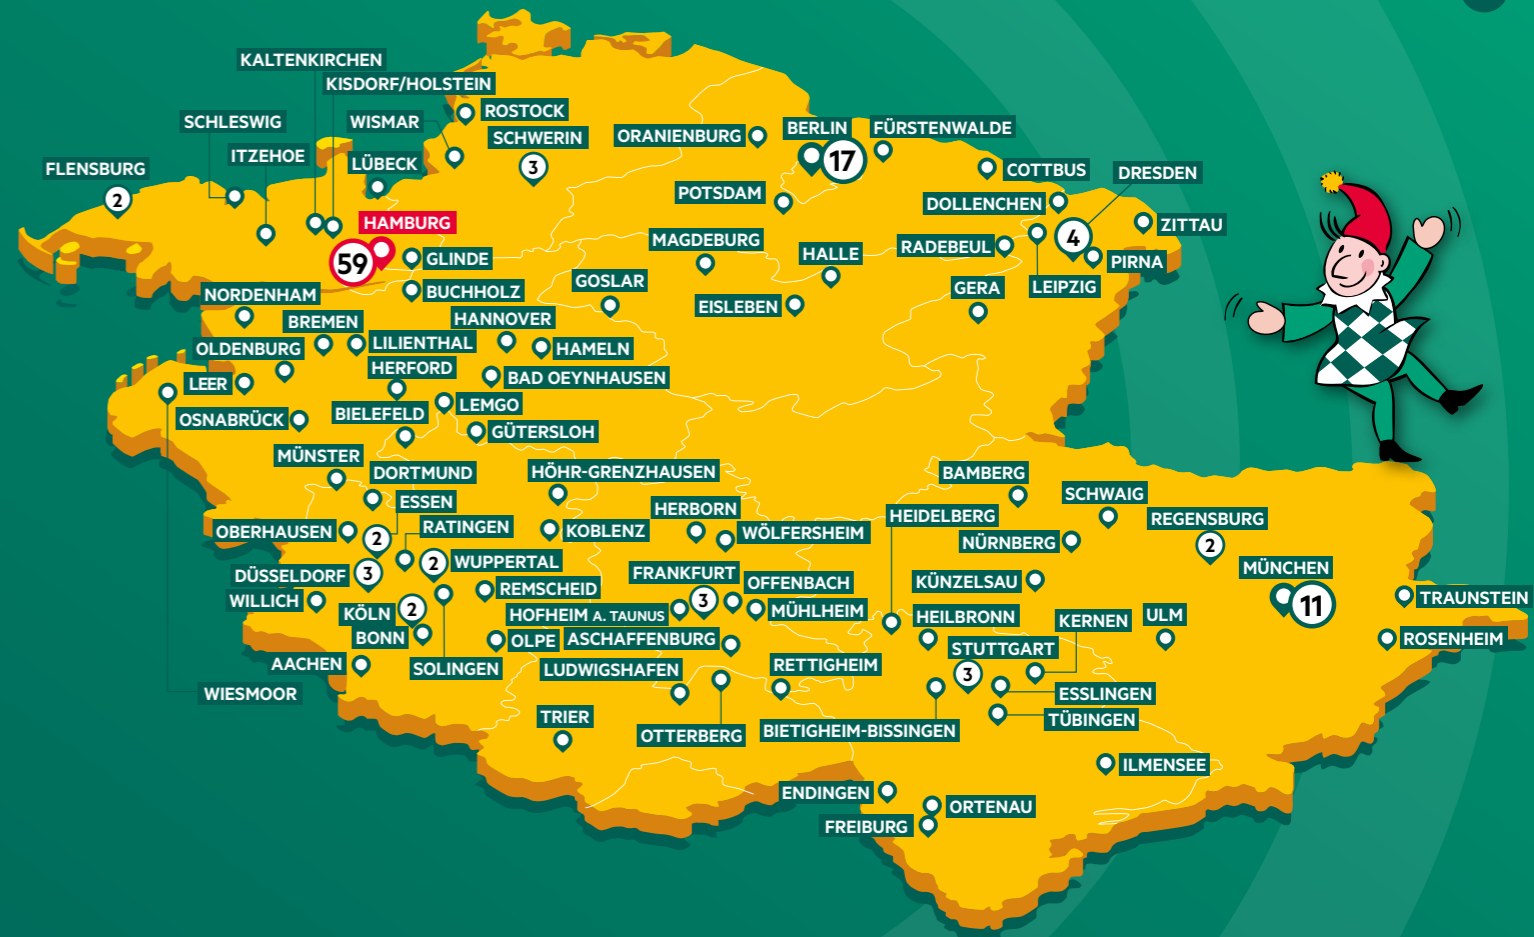 KALTENKIRCHEN
KISDORF/HOLSTEIN
SCHLESWIG
WISMAR
ROSTOCK
ITZEHOE
LÜBECK
SCHWERIN
3
FLENSBURG
2
ORANIENBURG
BERLIN
17
FÜRSTENWALDE
COTTBUS
DRESDEN
4
POTSDAM
DOLLENCHEN
ZITTAU
HAMBURG
59
GLINDE
MAGDEBURG
HALLE
RADEBEUL
PIRNA
BUCHHOLZ
GOSLAR
EISLEBEN
GERA
LEIPZIG
NORDENHAM
BREMEN
HANNOVER
OLDENBURG
LILIENTHAL
HAMELN
LEER
HERFORD
BAD OEYNHAUSEN
OSNABRÜCK
BIELEFELD
LEMGO
GÜTERSLOH
MÜNSTER
DORTMUND
HÖHR-GRENZHAUSEN
BAMBERG
ESSEN
2
SCHWAIG
OBERHAUSEN
RATINGEN
KOBLENZ
HERBORN
WÖLFERSHEIM
HEIDELBERG
NÜRNBERG
REGENSBURG
2
DÜSSELDORF
3
2
WUPPERTAL
FRANKFURT
3
OFFENBACH
KÜNZELSAU
MÜNCHEN
11
WILLICH
KÖLN
2
REMSCHEID
HOFHEIM A. TAUNUS
MÜHLHEIM
HEILBRONN
KERNEN
ULM
TRAUNSTEIN
BONN
OLPE
ASCHAFFENBURG
STUTTGART
3
ROSENHEIM
AACHEN
SOLINGEN
LUDWIGSHAFEN
RETTIGHEIM
ESSLINGEN
WIESMOOR
TRIER
OTTERBERG
BIETIGHEIM-BISSINGEN
TÜBINGEN
ILMENSEE
ENDINGEN
ORTENAU
FREIBURG